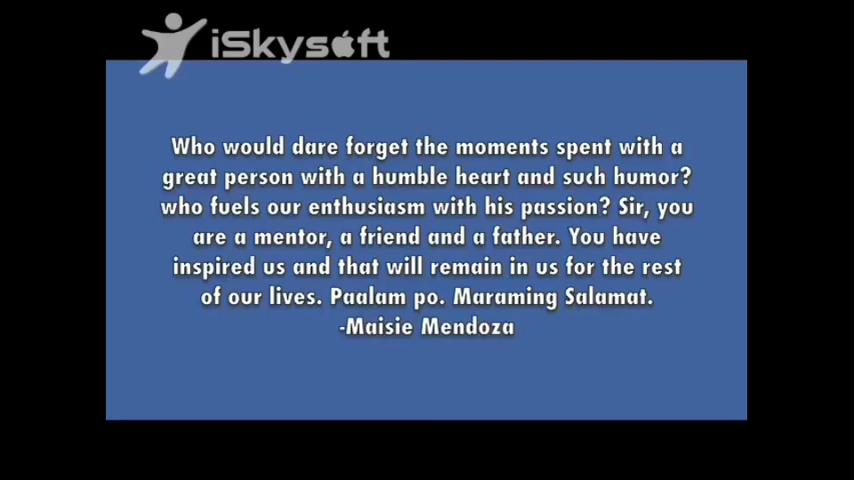 iSkysoft
Who would dare forget the moments spent with a
great person with a humble heart and such humor?
who fuels our enthusiasm with his passion? Sir, you
are a mentor, a friend and a father. You have
inspired us and that will remain in us for the rest
of our lives. Paalam po. Maraming Salamat.
-Maisie Mendoza